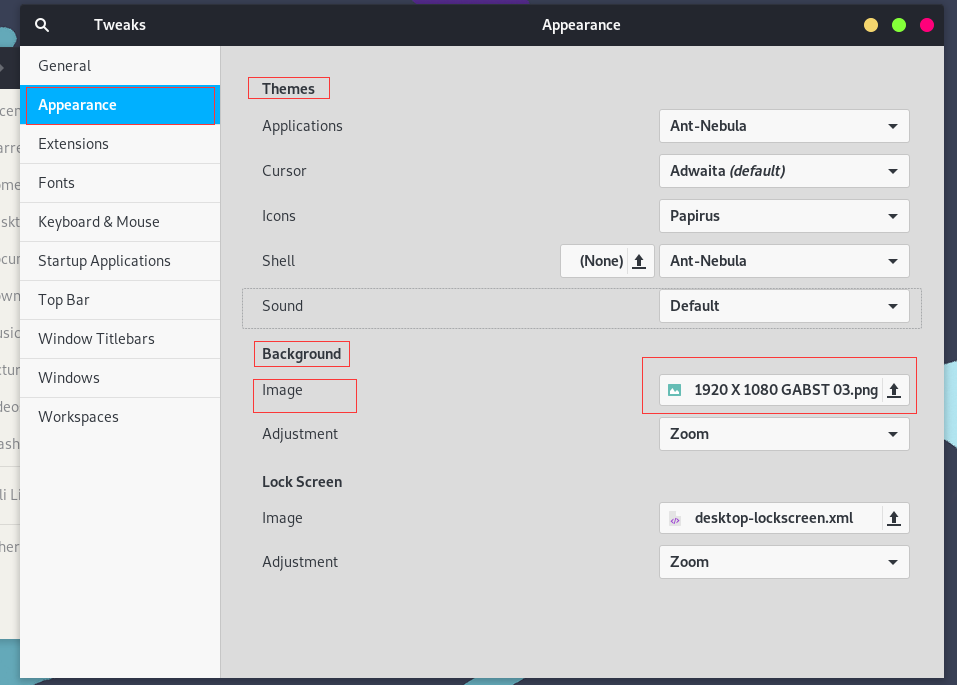 Tweaks
Appearance
General
Appearance
Extensions
Fonts
Keyboard & Mouse
Startup Applications
Top Bar
Window Titlebars
Windows
Workspaces
Themes
Applications
Ant-Nebula
Cursor
Adwaita (default)
Icons
Papirus
Shell
(None)
Ant-Nebula
Sound
Default
Background
Image
1920 X 1080 GABST 03.png
Adjustment
Zoom
Lock Screen
Image
desktop-lockscreen.xml
Adjustment
Zoom